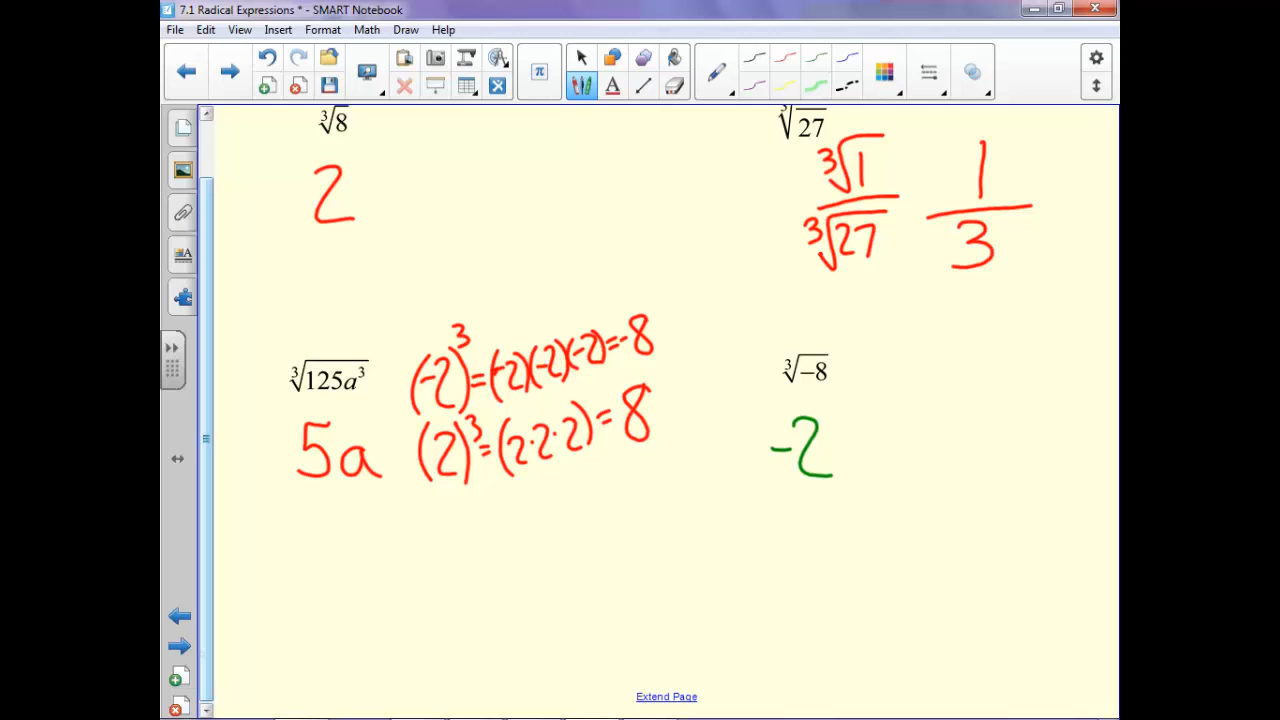 7.1 Radical Expressions * - SMART Notebook
File Edit View Insert Format Math Draw Help
π
A
A
∛8
2
∛ 27
∛1 / ∛27 1/3
∛125a³
(-2)³=(-2)(-2)(-2)=-8
5a
(2)³=(2·2·2)=8
∛-8
-2
Extend Page